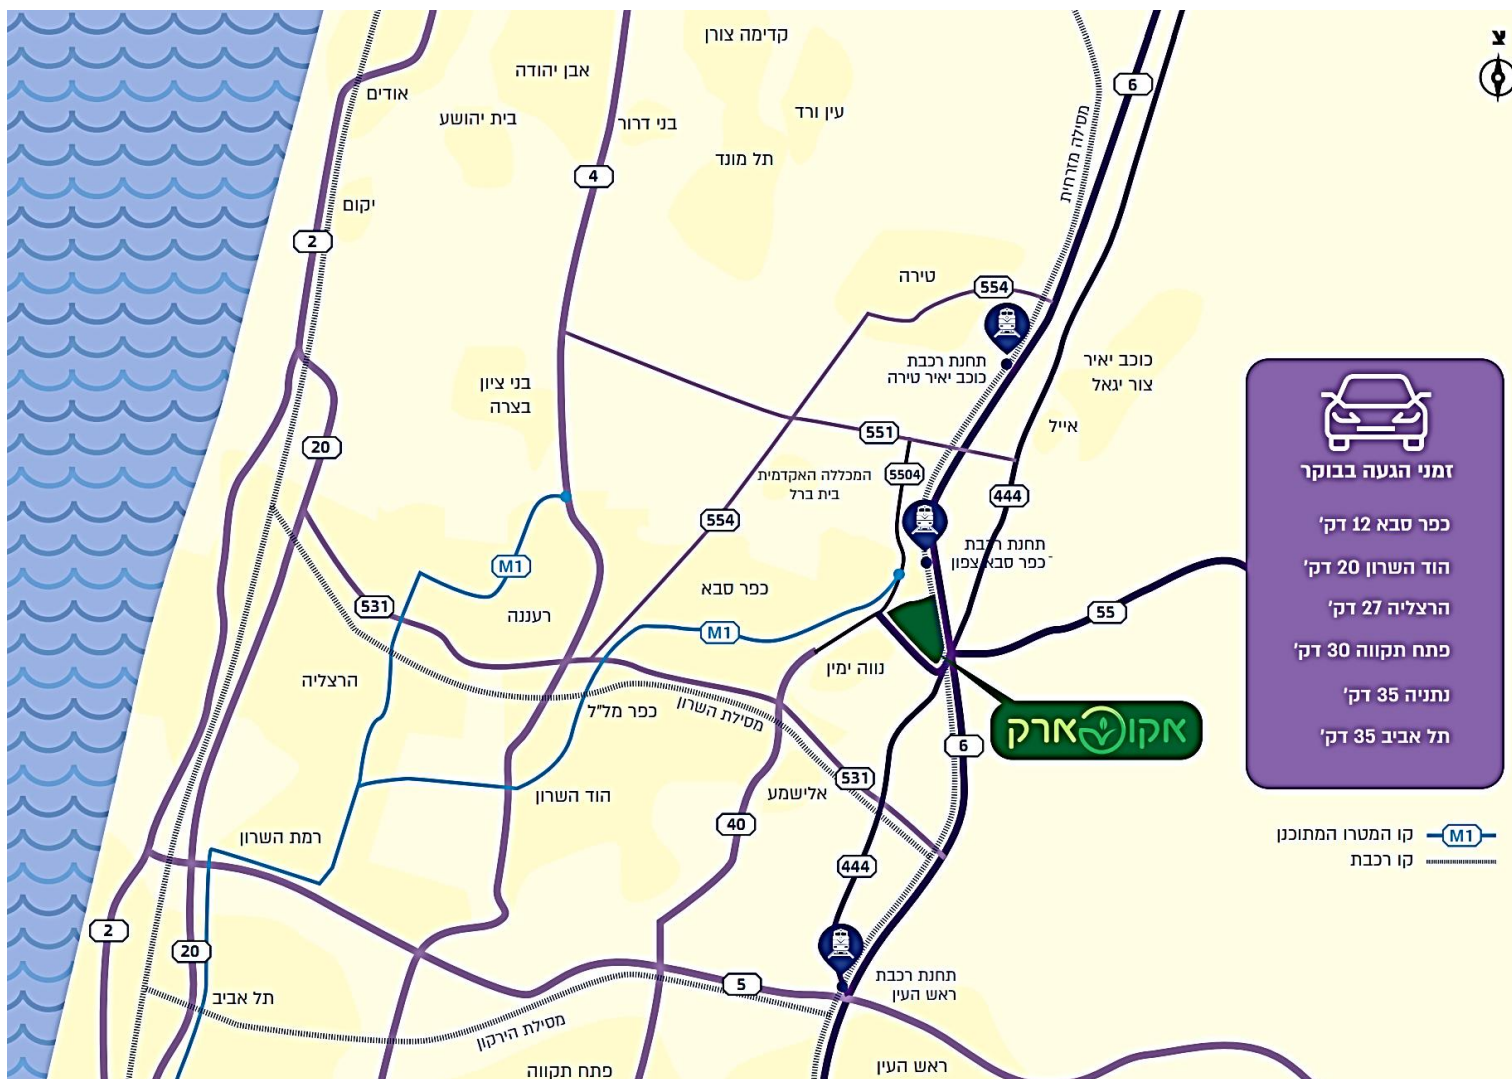 צ
קדימה צורן
אבן יהודה
6
אודים
עין ורד
בית יהושע
בני דרור
מסילה מזרחית
תל מונד
4
יקום
2
טירה
554
תחנת רכבת
כוכב יאיר טירה
כוכב יאיר
צור יגאל
בני ציון
בצרה
אייל
551
20
5504
המכללה האקדמית
בית ברל
444
554
תחנת רכבת
כפר סבא צפון
M1
כפר סבא
531
רעננה
55
M1
נווה ימין
הרצליה
כפר מל"ל
מסילת השרון
אקו ארק
6
531
אלישמע
הוד השרון
40
רמת השרון
444
2
20
תחנת רכבת
ראש העין
5
תל אביב
מסילת הירקון
ראש העין
פתח תקווה
זמני הגעה בבוקר
כפר סבא 12 דק'
הוד השרון 20 דק'
הרצליה 27 דק'
פתח תקווה 30 דק'
נתניה 35 דק'
תל אביב 35 דק'
M1 קו המטרו המתוכנן
קו רכבת